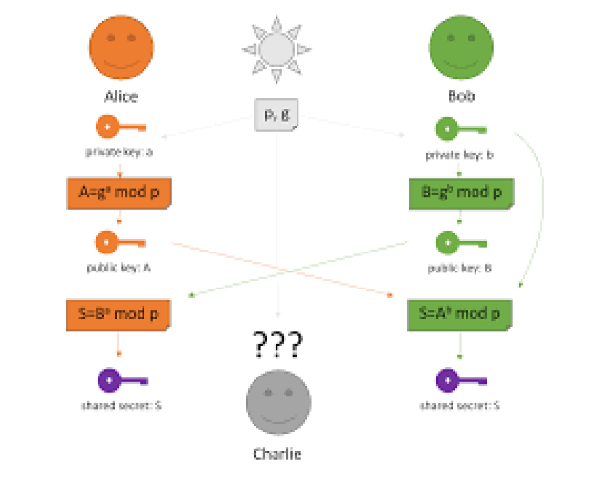 Alice
Bob
p, g
private key: a
private key: b
A=gᵃ mod p
B=gᵇ mod p
public key: A
public key: B
S=Bᵃ mod p
S=Aᵇ mod p
???
shared secret: S
shared secret: S
Charlie